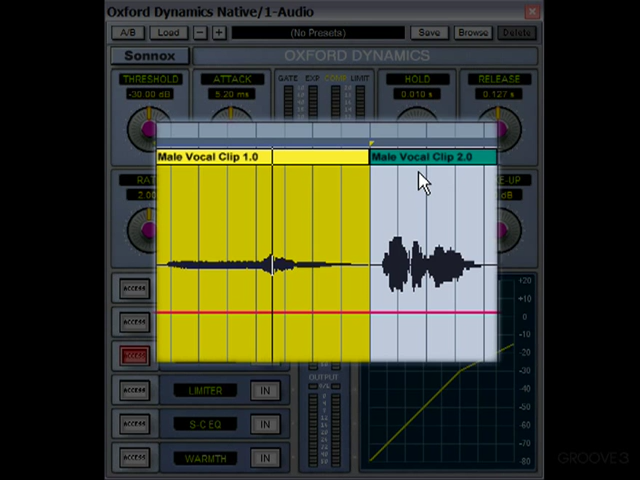 Oxford Dynamics Native/1-Audio
A/B Load − + (No Presets) Save Browse Delete
Sonnox OXFORD DYNAMICS
THRESHOLD ATTACK GATE EXP COMP LIMIT HOLD RELEASE
-30.00 dB 5.20 ms 0.010 s 0.127 s
Male Vocal Clip 1.0 Male Vocal Clip 2.0
2.00
ACCESS
ACCESS
ACCESS
ACCESS LIMITER IN
ACCESS S-C EQ IN
ACCESS WARMTH IN
OUTPUT
+20
+10
0
-10
-20
-30
-40
-50
-60
-70
-80
GROOVE 3